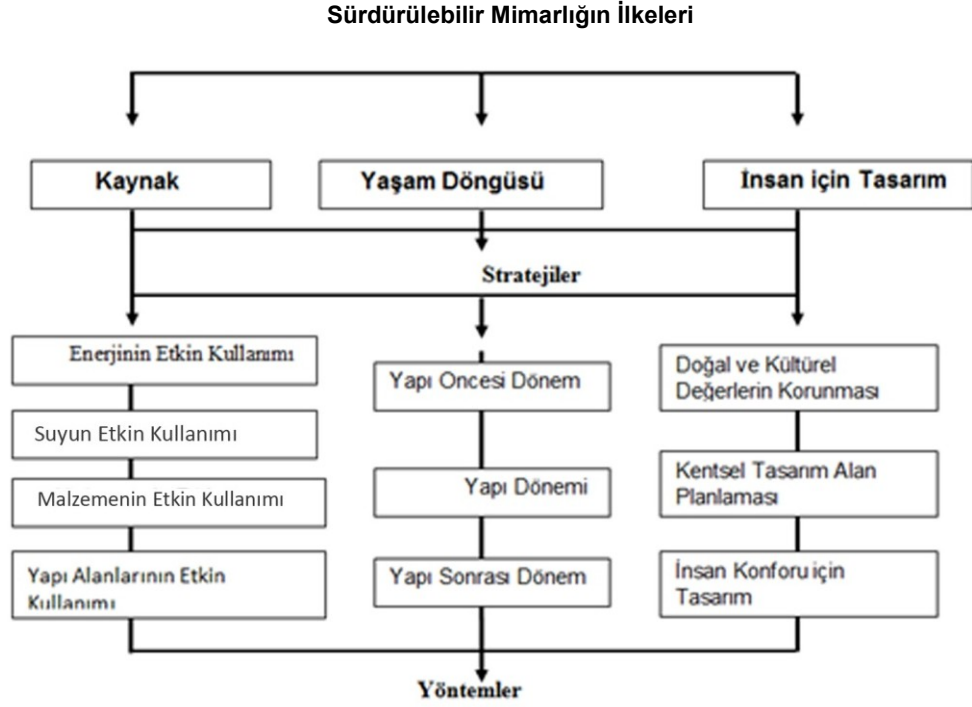 Sürdürülebilir Mimarlığın İlkeleri
Kaynak
Yaşam Döngüsü
İnsan için Tasarım
Stratejiler
Enerjinin Etkin Kullanımı
Suyun Etkin Kullanımı
Malzemenin Etkin Kullanımı
Yapı Alanlarının Etkin
Kullanımı
Yapı Oncesi Dönem
Yapı Dönemi
Yapı Sonrası Dönem
Doğal ve Kültürel
Değerlerin Korunması
Kentsel Tasarım Alan
Planlaması
İnsan Konforu için
Tasarım
Yöntemler